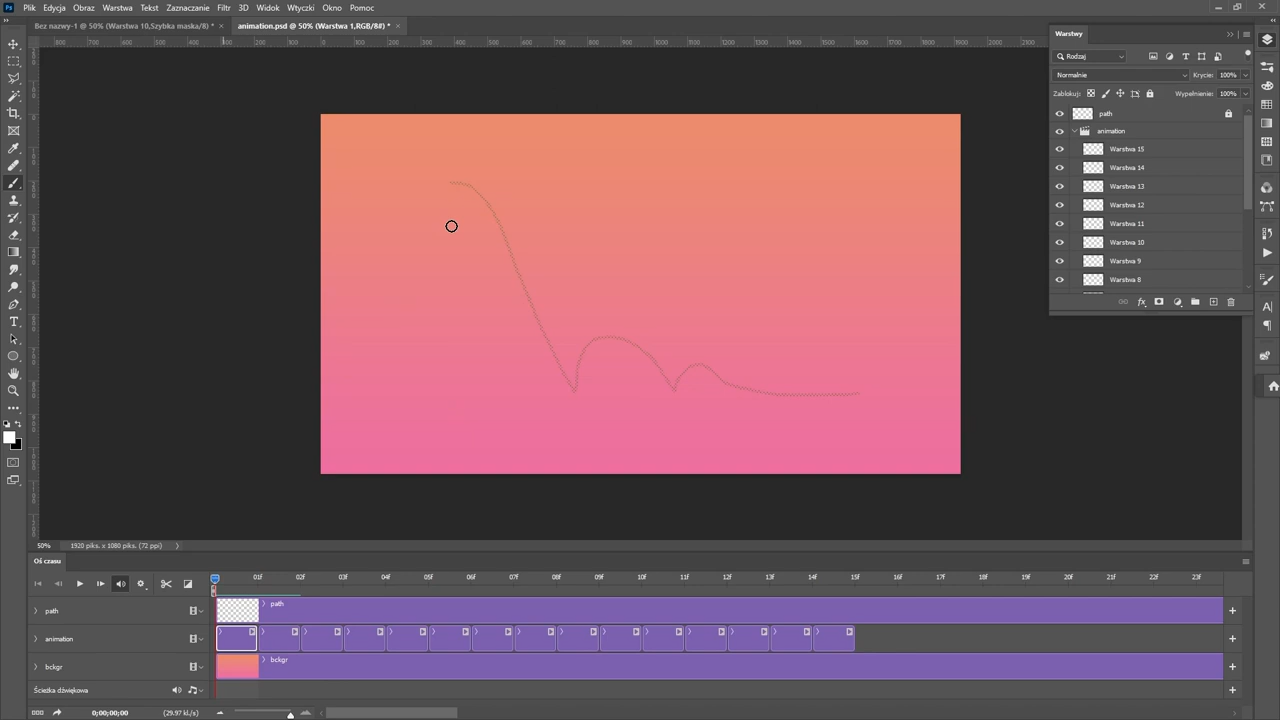 Ps Plik Edycja Obraz Warstwa Tekst Zaznaczanie Filtr 3D Widok Wtyczki Okno Pomoc
Bez nazwy-1 @ 50% (Warstwa 10,Szybka maska/8) * ×
animation.psd @ 50% (Warstwa 1,RGB/8#) * ×
Warstwy
Rodzaj
Normalnie
Krycie: 100%
Zablokuj:
Wypełnienie: 100%
path
animation
Warstwa 15
Warstwa 14
Warstwa 13
Warstwa 12
Warstwa 11
Warstwa 10
Warstwa 9
Warstwa 8
fx
50% 1920 piks. x 1080 piks. (72 ppi)
Oś czasu
01F 02F 03F 04F 05F 06F 07F 08F 09F 10F 11F 12F 13F 14F 15F 16F 17F 18F 19F 20F 21F 22F 23F
path
path
animation
bckgr
bckgr
Ścieżka dźwiękowa
0;00;00;00 (29.97 kl./s)